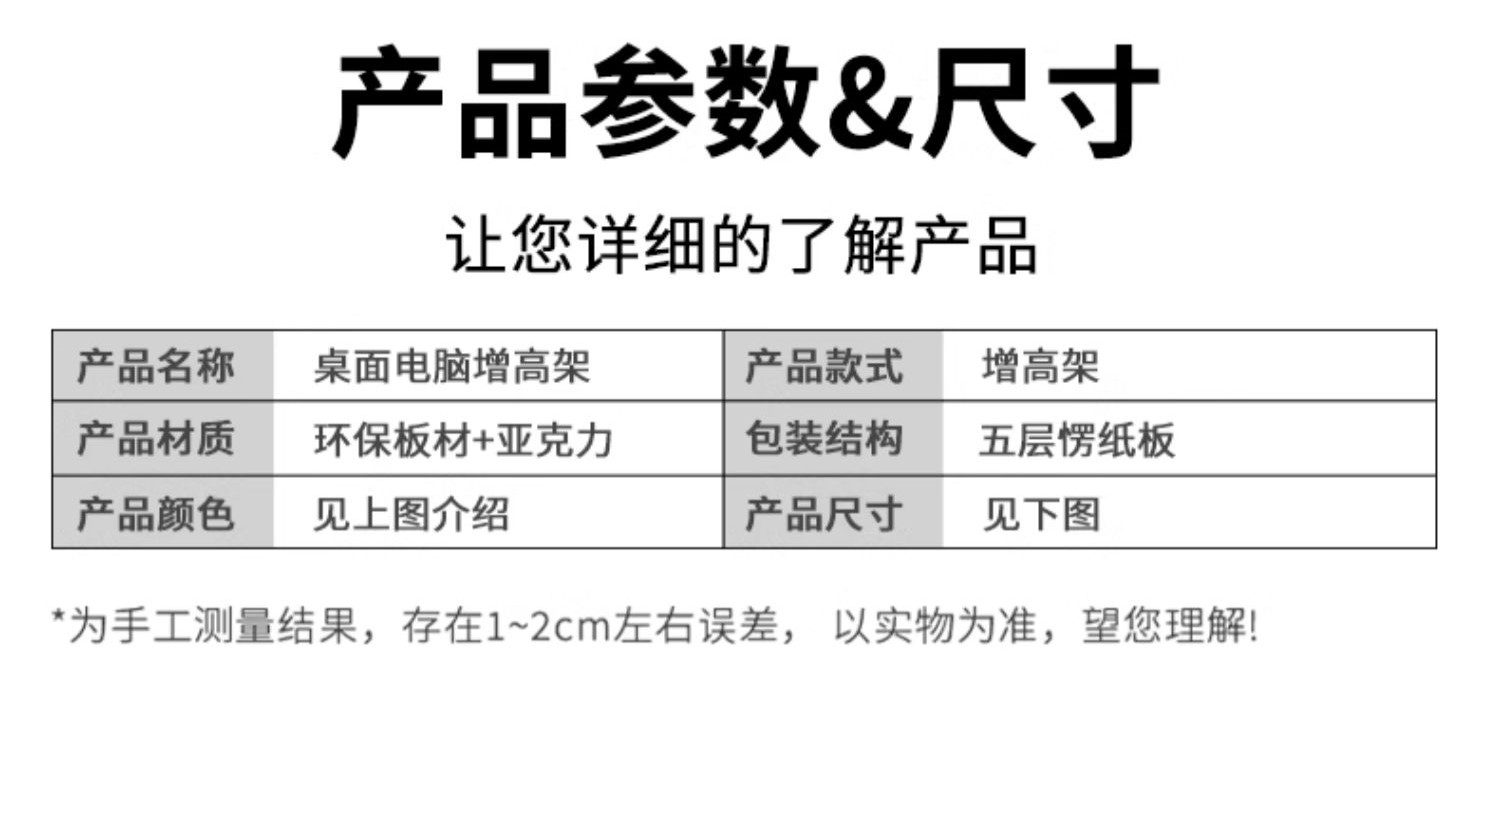 产品参数&尺寸
让您详细的了解产品
产品名称 桌面电脑增高架 产品款式 增高架
产品材质 环保板材+亚克力 包装结构 五层愣纸板
产品颜色 见上图介绍 产品尺寸 见下图
*为手工测量结果，存在1~2cm左右误差， 以实物为准，望您理解!